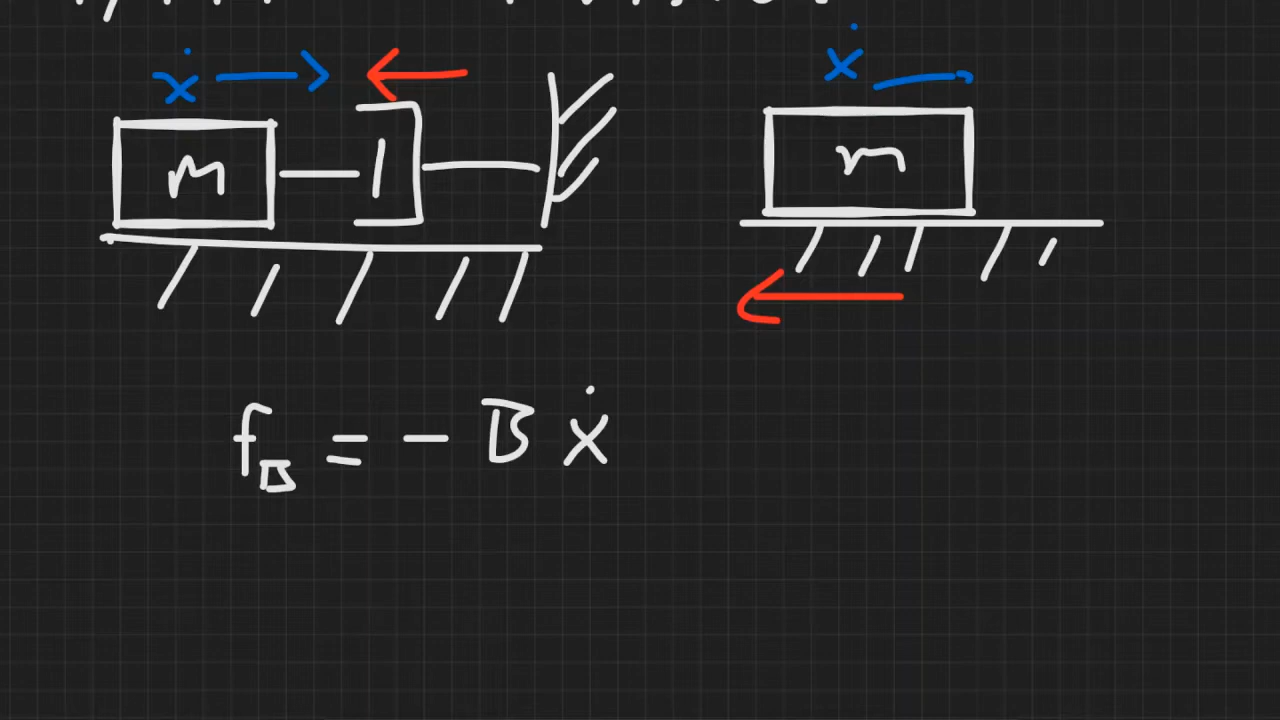 ẋ ẋ
m m
f_B = - B ẋ